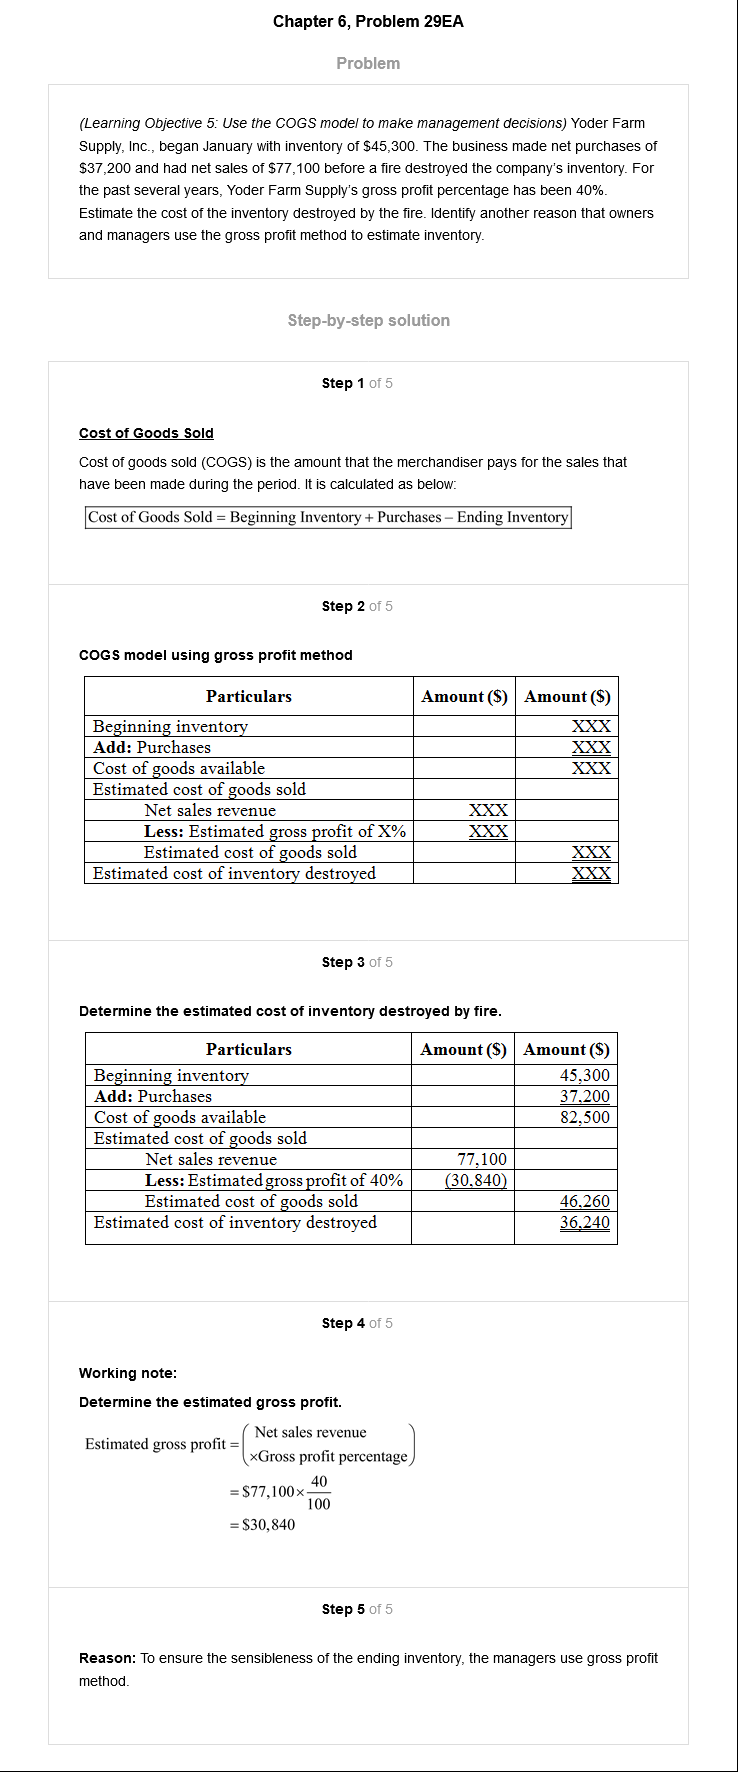 Chapter 6, Problem 29EA
Problem
(Learning Objective 5: Use the COGS model to make management decisions) Yoder Farm
Supply, Inc., began January with inventory of $45,300. The business made net purchases of
$37,200 and had net sales of $77,100 before a fire destroyed the company's inventory. For
the past several years, Yoder Farm Supply's gross profit percentage has been 40%.
Estimate the cost of the inventory destroyed by the fire. Identify another reason that owners
and managers use the gross profit method to estimate inventory.
Step-by-step solution
Step 1 of 5
Cost of Goods Sold
Cost of goods sold (COGS) is the amount that the merchandiser pays for the sales that
have been made during the period. It is calculated as below:
Cost of Goods Sold = Beginning Inventory + Purchases – Ending Inventory
Step 2 of 5
COGS model using gross profit method
Particulars Amount ($) Amount ($)
Beginning inventory XXX
Add: Purchases XXX
Cost of goods available XXX
Estimated cost of goods sold
Net sales revenue XXX
Less: Estimated gross profit of X% XXX
Estimated cost of goods sold XXX
Estimated cost of inventory destroyed XXX
Step 3 of 5
Determine the estimated cost of inventory destroyed by fire.
Particulars Amount ($) Amount ($)
Beginning inventory 45,300
Add: Purchases 37,200
Cost of goods available 82,500
Estimated cost of goods sold
Net sales revenue 77,100
Less: Estimated gross profit of 40% (30,840)
Estimated cost of goods sold 46,260
Estimated cost of inventory destroyed 36,240
Step 4 of 5
Working note:
Determine the estimated gross profit.
Estimated gross profit = (Net sales revenue
×Gross profit percentage)
= $77,100× 40/100
= $30,840
Step 5 of 5
Reason: To ensure the sensibleness of the ending inventory, the managers use gross profit
method.